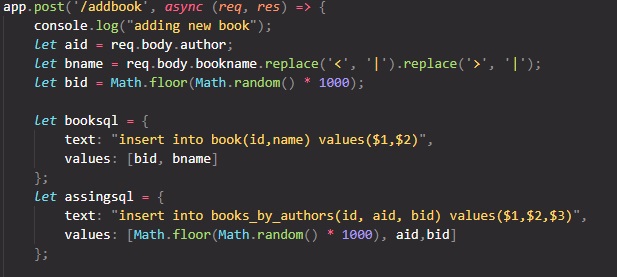 app.post('/addbook', async (req, res) => {
    console.log("adding new book");
    let aid = req.body.author;
    let bname = req.body.bookname.replace('<', '|').replace('>', '|');
    let bid = Math.floor(Math.random() * 1000);
    let booksql = {
        text: "insert into book(id,name) values($1,$2)",
        values: [bid, bname]
    };
    let assingsql = {
        text: "insert into books_by_authors(id, aid, bid) values($1,$2,$3)",
        values: [Math.floor(Math.random() * 1000), aid,bid]
    };